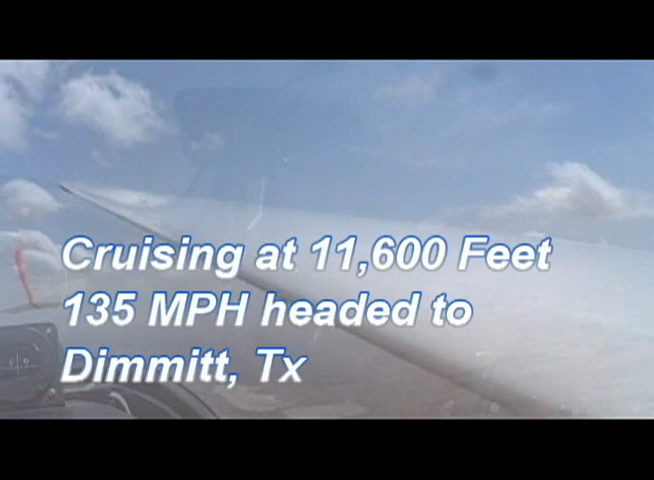 Cruising at 11,600 Feet
135 MPH headed to
Dimmitt, Tx